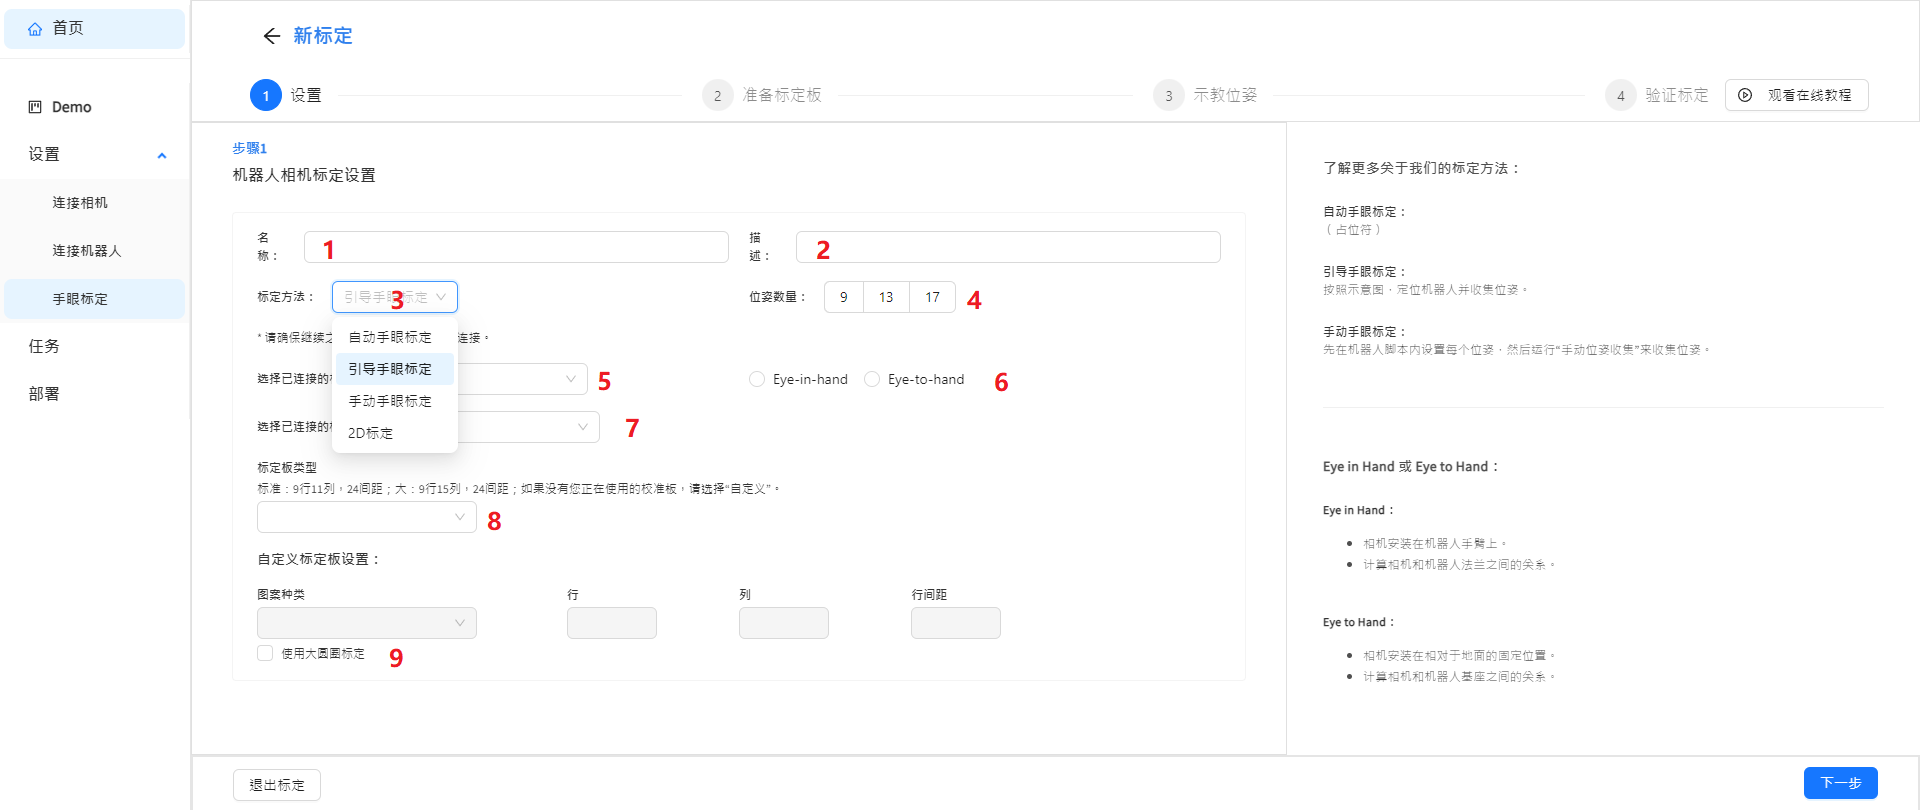 首页
Demo
设置
连接相机
连接机器人
手眼标定
任务
部署
新标定
1 设置
2 准备标定板
3 示教位姿
4 验证标定
观看在线教程
步骤1
机器人相机标定设置
名称： 1
描述： 2
标定方法： 引导手眼标定 3
位姿数量： 9 13 17 4
*请确保继续之 连接。
自动手眼标定
引导手眼标定
手动手眼标定
2D标定
选择已连接的 5
Eye-in-hand Eye-to-hand 6
选择已连接的 7
标定板类型
标准：9行11列，24间距；大：9行15列，24间距；如果没有您正在使用的校准板，请选择“自定义”。
8
自定义标定板设置：
图案种类 行 列 行间距
使用大圆圈标定 9
了解更多关于我们的标定方法：
自动手眼标定：
（占位符）
引导手眼标定：
按照示意图，定位机器人并收集位姿。
手动手眼标定：
先在机器人脚本内设置每个位姿，然后运行“手动位姿收集”来收集位姿。
Eye in Hand 或 Eye to Hand：
Eye in Hand：
相机安装在机器人手臂上。
计算相机和机器人法兰之间的关系。
Eye to Hand：
相机安装在相对于地面的固定位置。
计算相机和机器人基座之间的关系。
退出标定
下一步